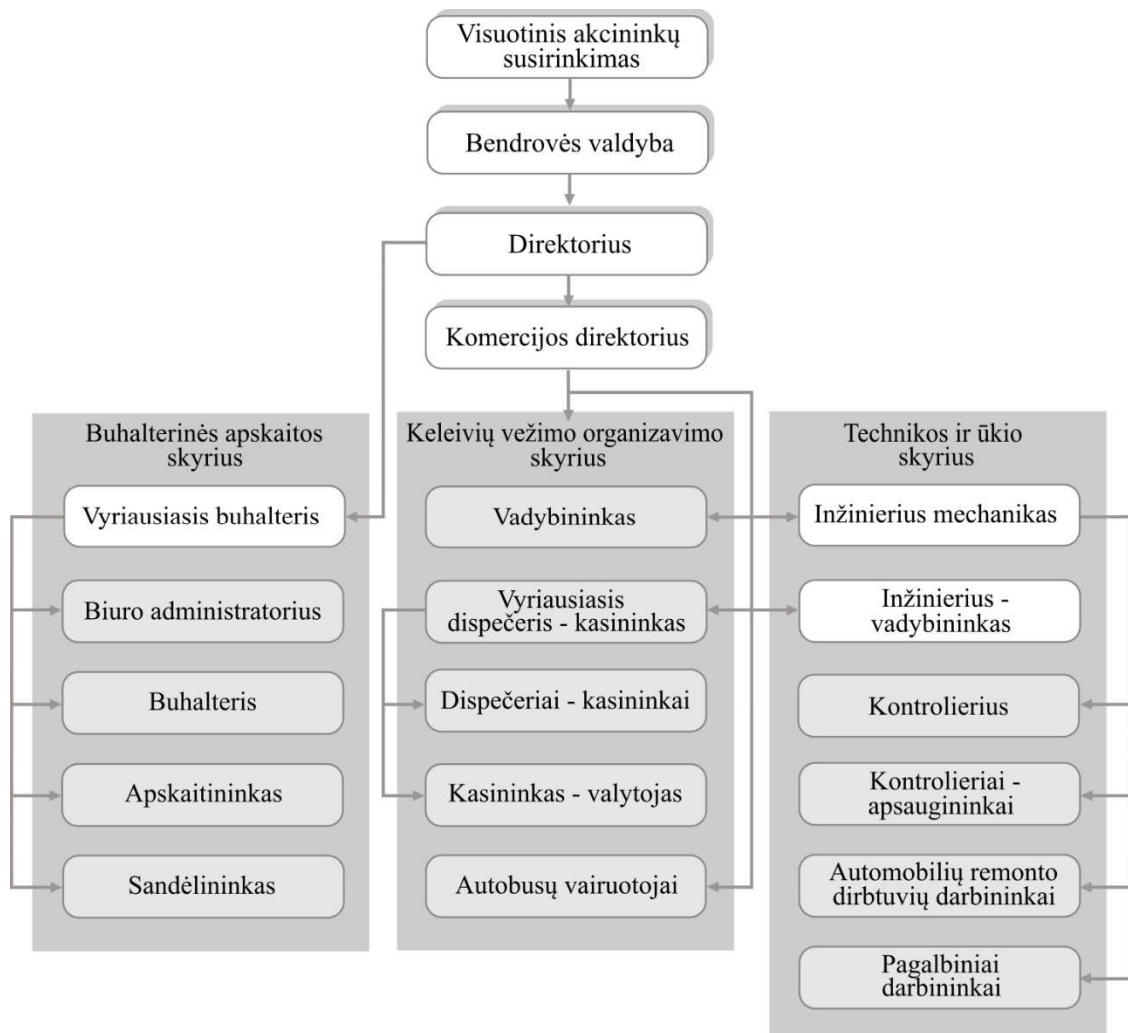 Visuotinis akcininkų
susirinkimas
Bendrovės valdyba
Direktorius
Komercijos direktorius
Buhalterinės apskaitos
skyrius
Vyriausiasis buhalteris
Biuro administratorius
Buhalteris
Apskaitininkas
Sandėlininkas
Keleivių vežimo organizavimo
skyrius
Vadybininkas
Vyriausiasis
dispečeris - kasininkas
Dispečeriai - kasininkai
Kasininkas - valytojas
Autobusų vairuotojai
Technikos ir ūkio
skyrius
Inžinierius mechanikas
Inžinierius -
vadybininkas
Kontrolierius
Kontrolieriai -
apsaugininkai
Automobilių remonto
dirbtuvių darbininkai
Pagalbiniai
darbininkai